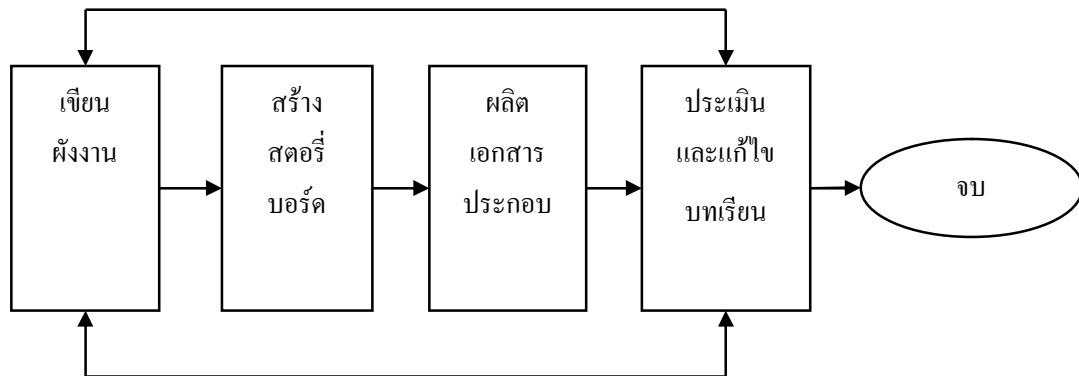 เขียน
ผังงาน
สร้าง
สตอรี่
บอร์ด
ผลิต
เอกสาร
ประกอบ
ประเมิน
และแก้ไข
บทเรียน
จบ